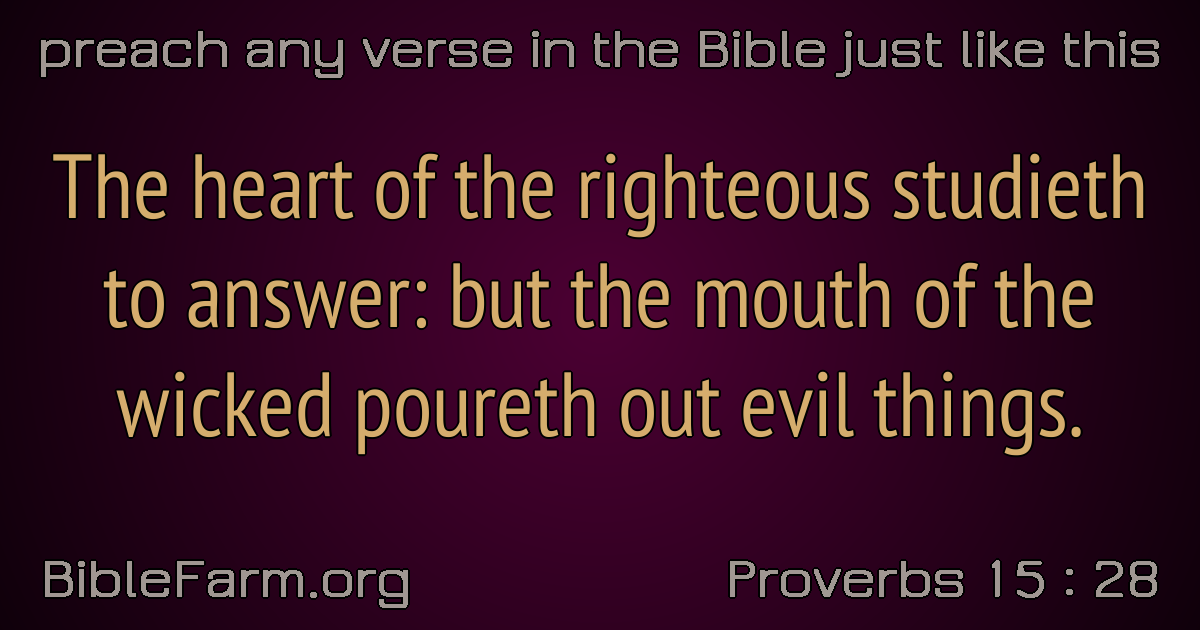 preach any verse in the Bible just like this
The heart of the righteous studieth
to answer: but the mouth of the
wicked poureth out evil things.
BibleFarm.org
Proverbs 15 : 28